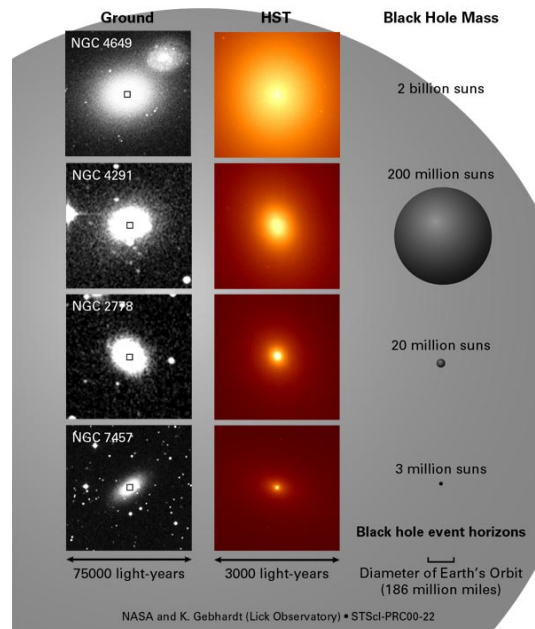 Ground HST Black Hole Mass
NGC 4649
2 billion suns
NGC 4291
200 million suns
NGC 2778
20 million suns
NGC 7457
3 million suns
Black hole event horizons
75000 light-years
3000 light-years
Diameter of Earth's Orbit
(186 million miles)
NASA and K. Gebhardt (Lick Observatory) • STScI-PRC00-22